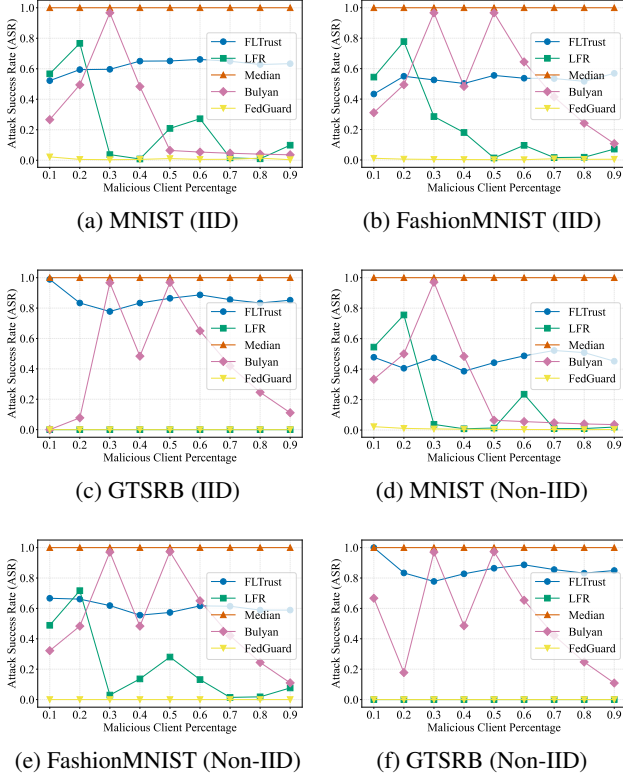 1.0
0.8
0.6
0.4
0.2
0.0
Attack Success Rate (ASR)
FLTrust
LFR
Median
Bulyan
FedGuard
0.1 0.2 0.3 0.4 0.5 0.6 0.7 0.8 0.9
Malicious Client Percentage
(a) MNIST (IID)
1.0
0.8
0.6
0.4
0.2
0.0
Attack Success Rate (ASR)
FLTrust
LFR
Median
Bulyan
FedGuard
0.1 0.2 0.3 0.4 0.5 0.6 0.7 0.8 0.9
Malicious Client Percentage
(b) FashionMNIST (IID)
1.0
0.8
0.6
0.4
0.2
0.0
Attack Success Rate (ASR)
FLTrust
LFR
Median
Bulyan
FedGuard
0.1 0.2 0.3 0.4 0.5 0.6 0.7 0.8 0.9
Malicious Client Percentage
(c) GTSRB (IID)
1.0
0.8
0.6
0.4
0.2
0.0
Attack Success Rate (ASR)
FLTrust
LFR
Median
Bulyan
FedGuard
0.1 0.2 0.3 0.4 0.5 0.6 0.7 0.8 0.9
Malicious Client Percentage
(d) MNIST (Non-IID)
1.0
0.8
0.6
0.4
0.2
0.0
Attack Success Rate (ASR)
FLTrust
LFR
Median
Bulyan
FedGuard
0.1 0.2 0.3 0.4 0.5 0.6 0.7 0.8 0.9
Malicious Client Percentage
(e) FashionMNIST (Non-IID)
1.0
0.8
0.6
0.4
0.2
0.0
Attack Success Rate (ASR)
FLTrust
LFR
Median
Bulyan
FedGuard
0.1 0.2 0.3 0.4 0.5 0.6 0.7 0.8 0.9
Malicious Client Percentage
(f) GTSRB (Non-IID)